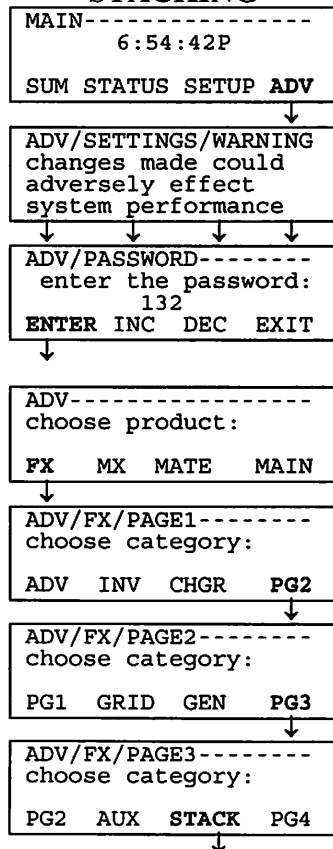 STACKING
MAIN-----------------
6:54:42P
SUM STATUS SETUP ADV
ADV/SETTINGS/WARNING
changes made could
adversely effect
system performance
ADV/PASSWORD--------
enter the password:
132
ENTER INC DEC EXIT
ADV-----------------
choose product:
FX MX MATE MAIN
ADV/FX/PAGE1--------
choose category:
ADV INV CHGR PG2
ADV/FX/PAGE2--------
choose category:
PG1 GRID GEN PG3
ADV/FX/PAGE3--------
choose category:
PG2 AUX STACK PG4